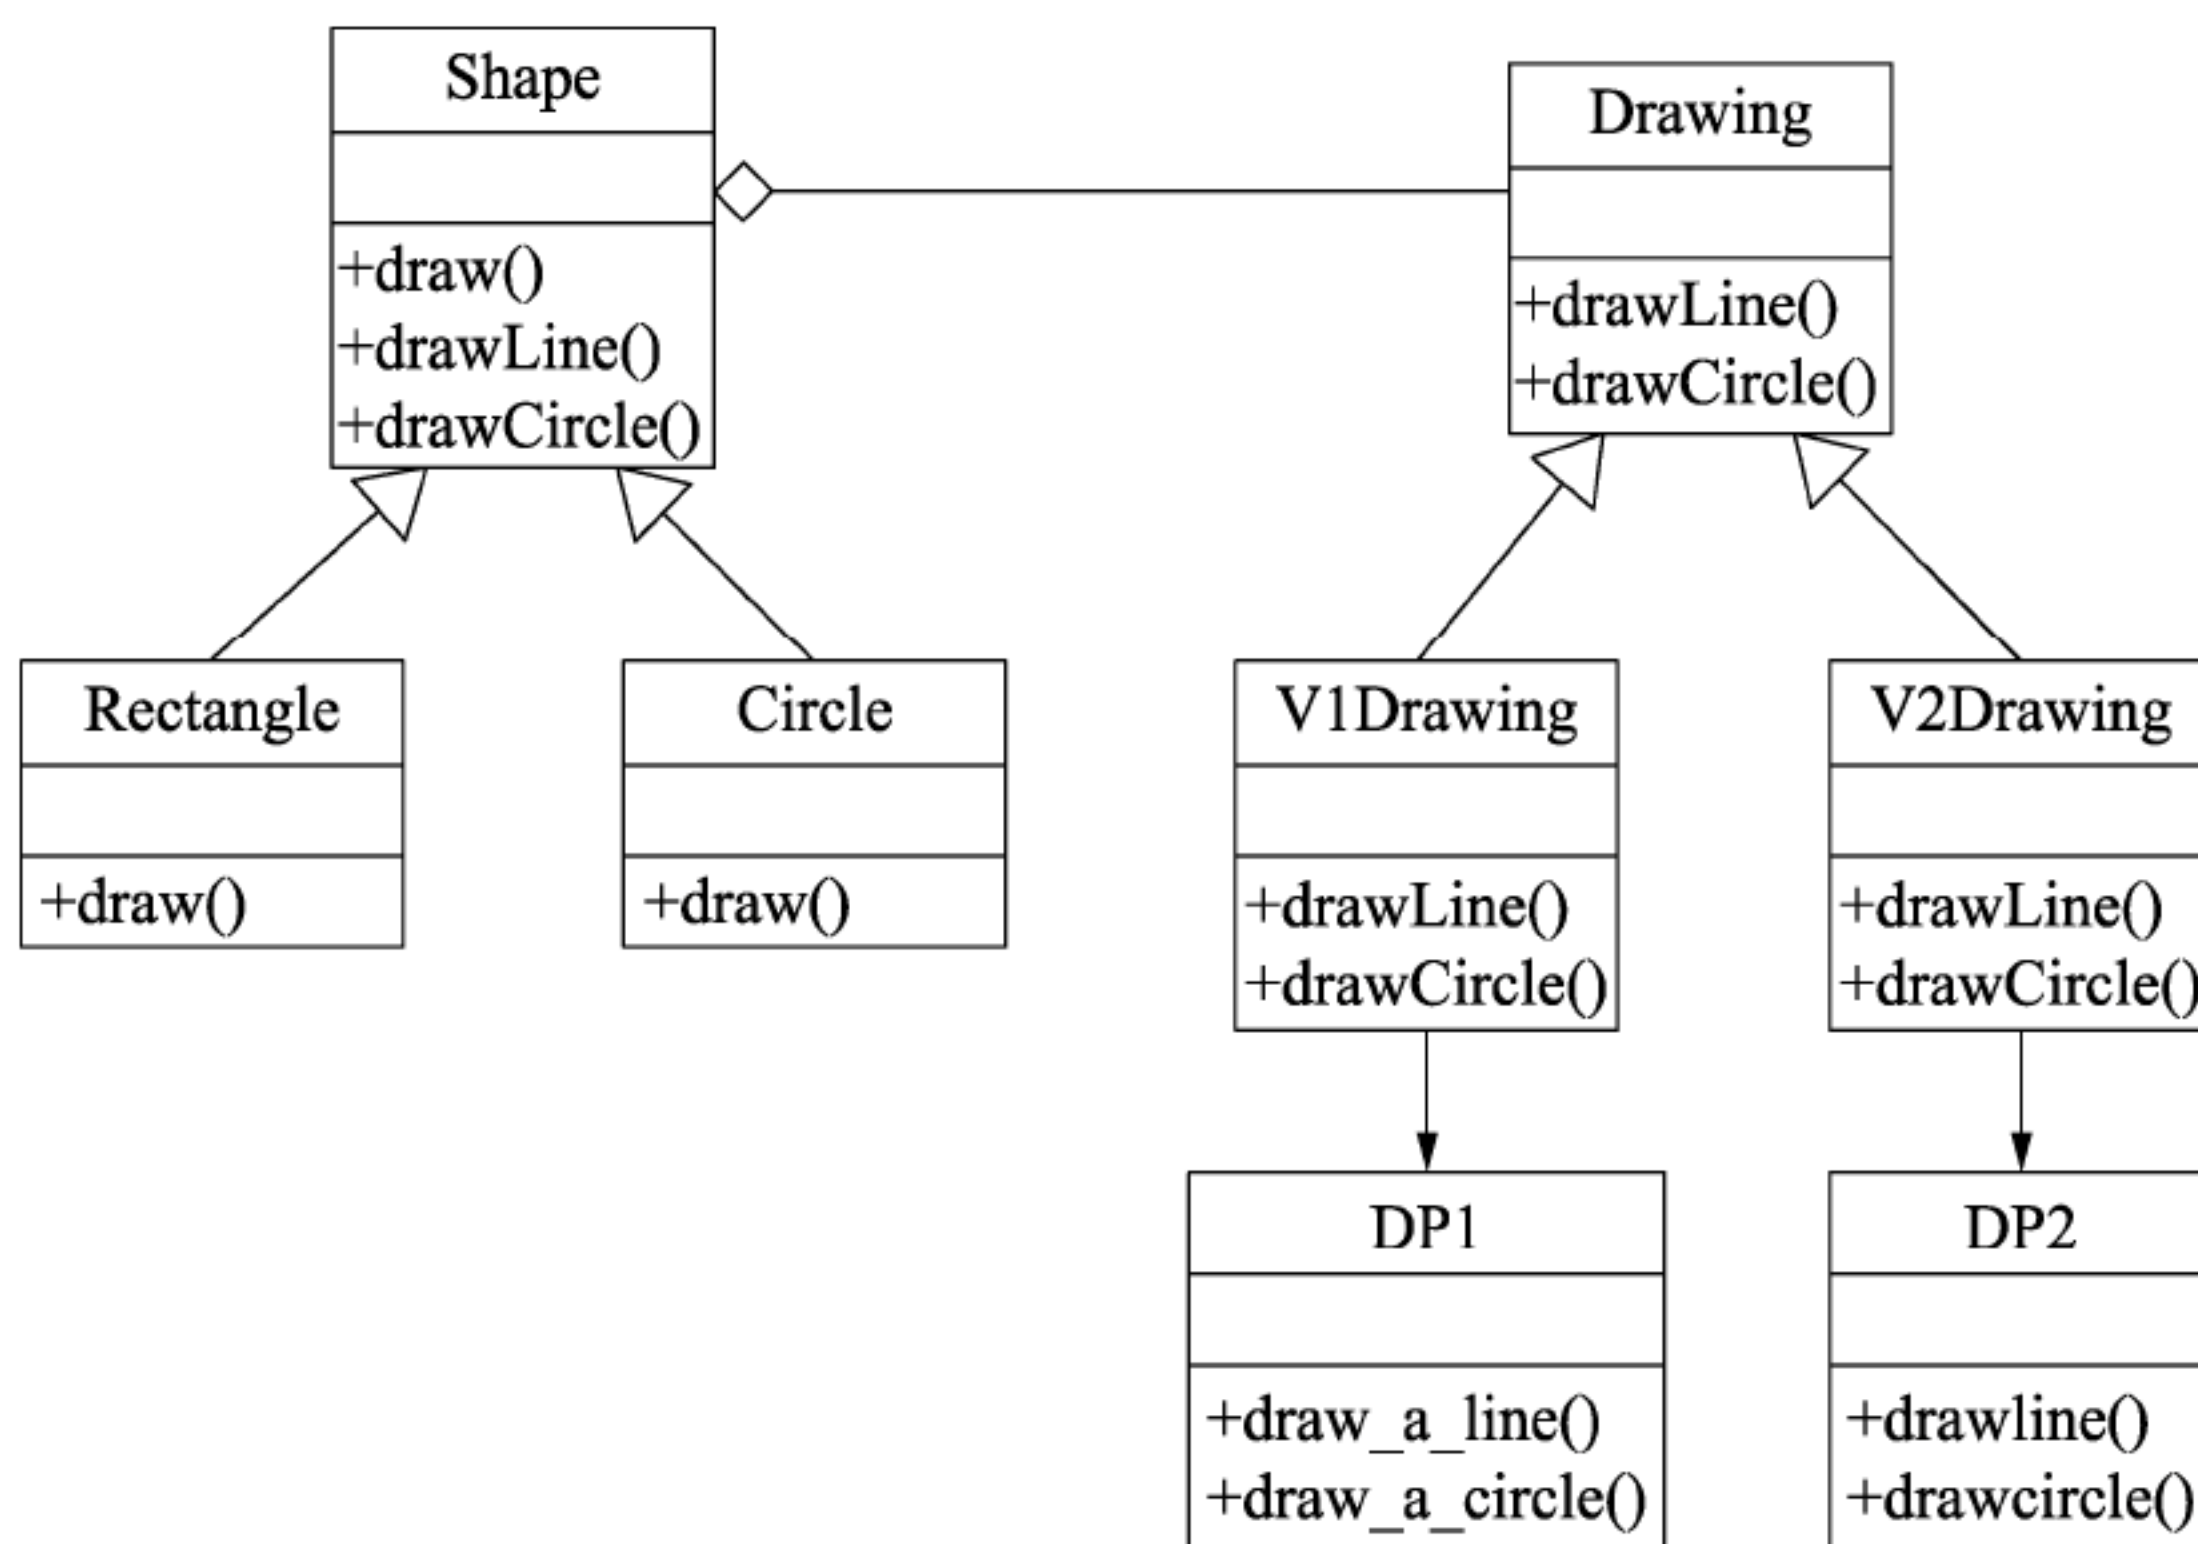 Shape
+draw()
+drawLine()
+drawCircle()
Drawing
+drawLine()
+drawCircle()
Rectangle
+draw()
Circle
+draw()
V1Drawing
+drawLine()
+drawCircle()
V2Drawing
+drawLine()
+drawCircle()
DP1
+draw_a_line()
+draw_a_circle()
DP2
+drawline()
+drawcircle()